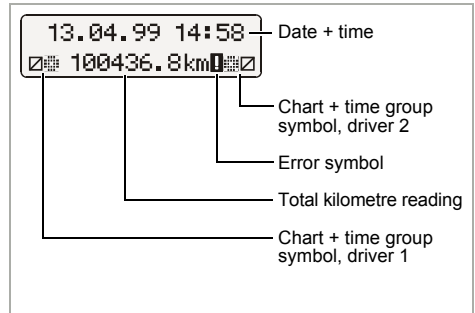 13.04.99 14:58
100436.8km
Date + time
Chart + time group
symbol, driver 2
Error symbol
Total kilometre reading
Chart + time group
symbol, driver 1